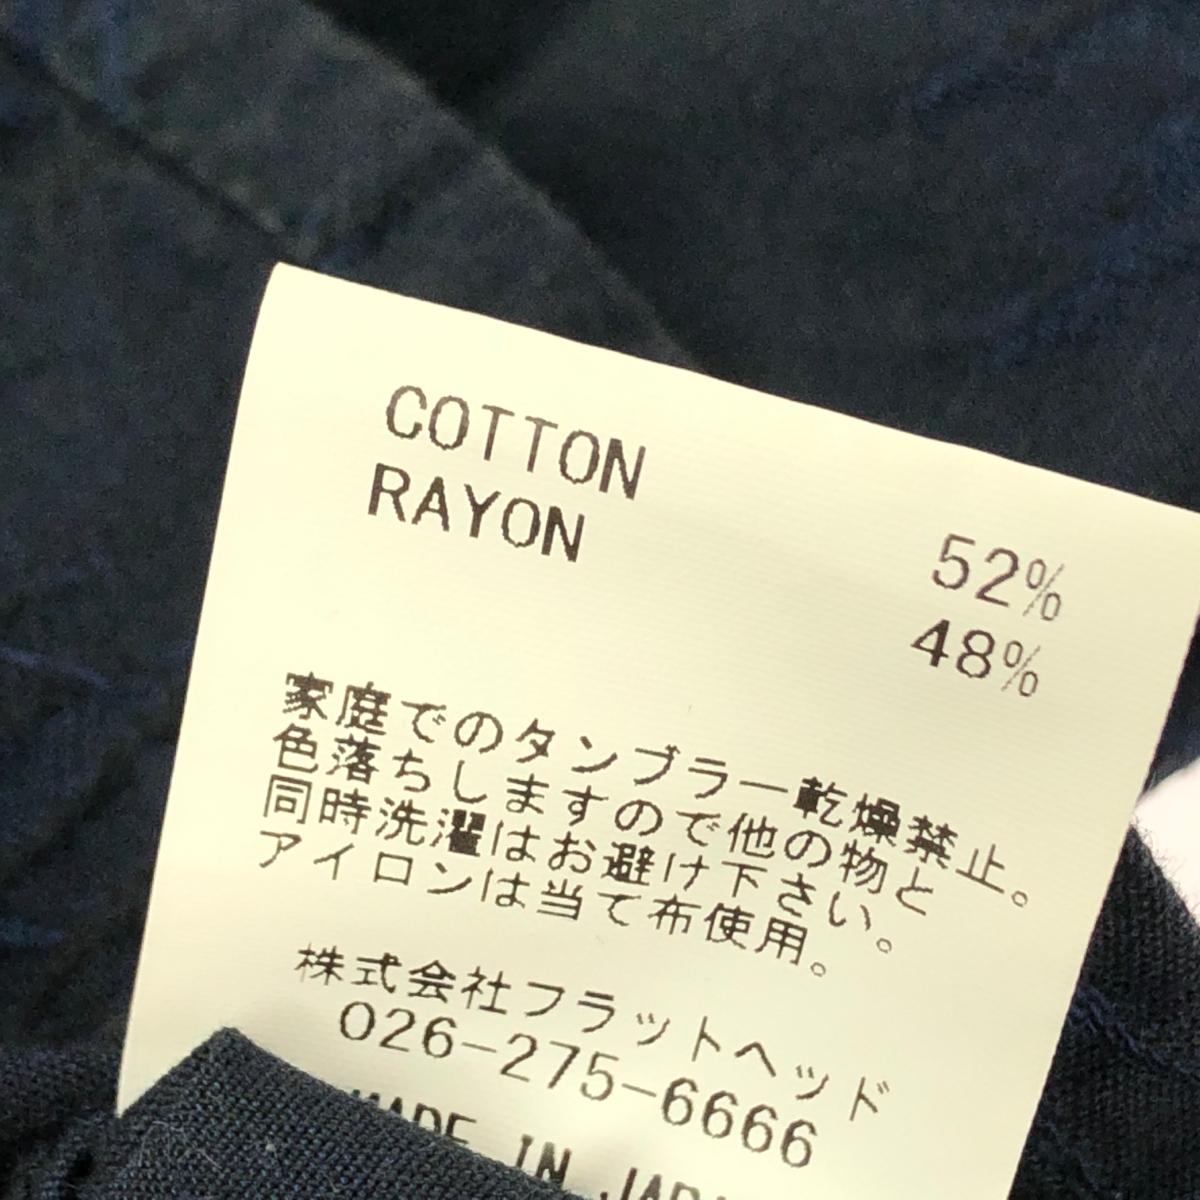 COTTON 52%
RAYON 48%
家庭でのタンブラー乾燥禁止。
色落ちしますので他の物と
同時洗濯はお避け下さい。
アイロンは当て布使用。
株式会社フラットヘッド
026-275-6666
MADE IN JAPA